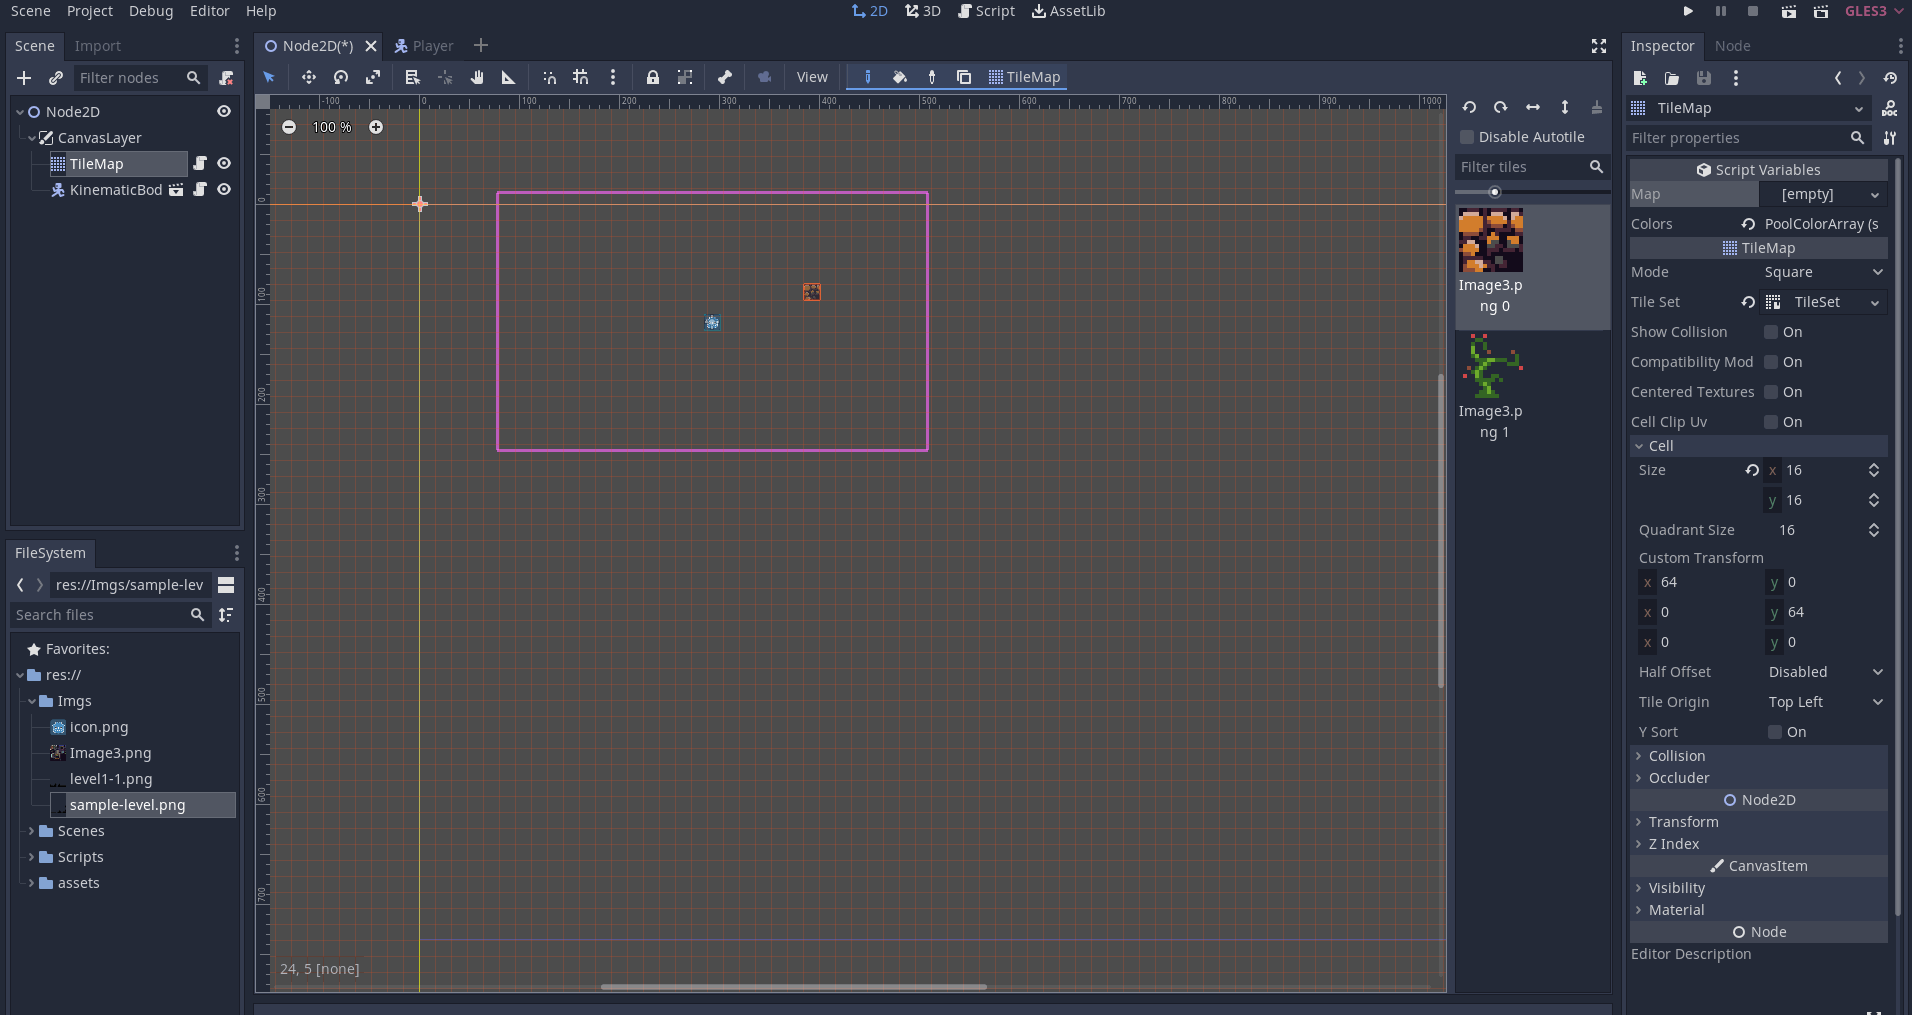 Scene Project Debug Editor Help
2D 3D Script AssetLib
GLES3
Scene Import
Filter nodes
Node2D
CanvasLayer
TileMap
KinematicBod
FileSystem
res://Imgs/sample-lev
Search files
Favorites:
res://
Imgs
icon.png
Image3.png
level1-1.png
sample-level.png
Scenes
Scripts
assets
Node2D(*) Player
View TileMap
-100 0 100 200 300 400 500 600 700 800 900 1000
100 %
0
100
200
300
400
500
600
700
24, 5 [none]
Disable Autotile
Filter tiles
Image3.p
ng 0
Image3.p
ng 1
Inspector Node
TileMap
DOC
Filter properties
Script Variables
Map [empty]
Colors PoolColorArray (s
TileMap
Mode Square
Tile Set TileSet
Show Collision On
Compatibility Mod On
Centered Textures On
Cell Clip Uv On
Cell
Size x 16
y 16
Quadrant Size 16
Custom Transform
x 64 y 0
x 0 y 64
x 0 y 0
Half Offset Disabled
Tile Origin Top Left
Y Sort On
Collision
Occluder
Node2D
Transform
Z Index
CanvasItem
Visibility
Material
Node
Editor Description